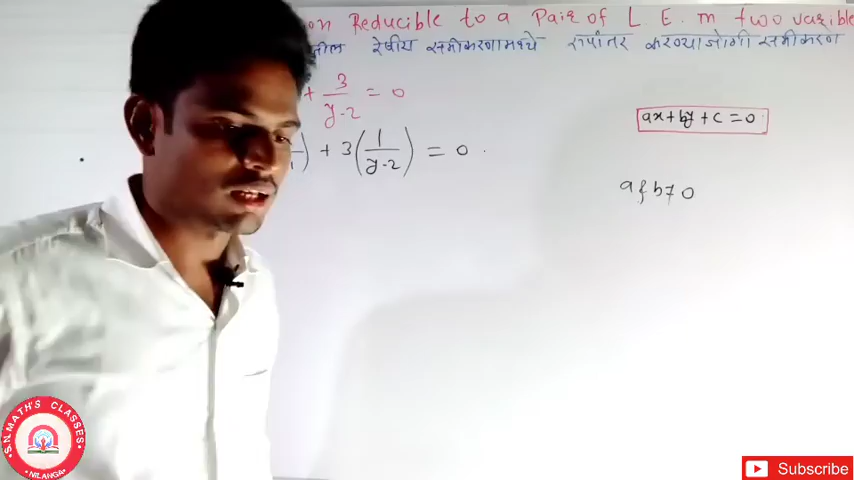 on Reducible to a Pair of L. E. in two varible
रेषीय समीकरणामध्ये रूपांतर करण्याजोगी समीकरण
+ 3/(y-2) = 0
ax+by+c=0
) + 3(1/(y-2)) = 0
a & b ≠ 0
S.N.MATH'S CLASSES
NILANGA
Subscribe